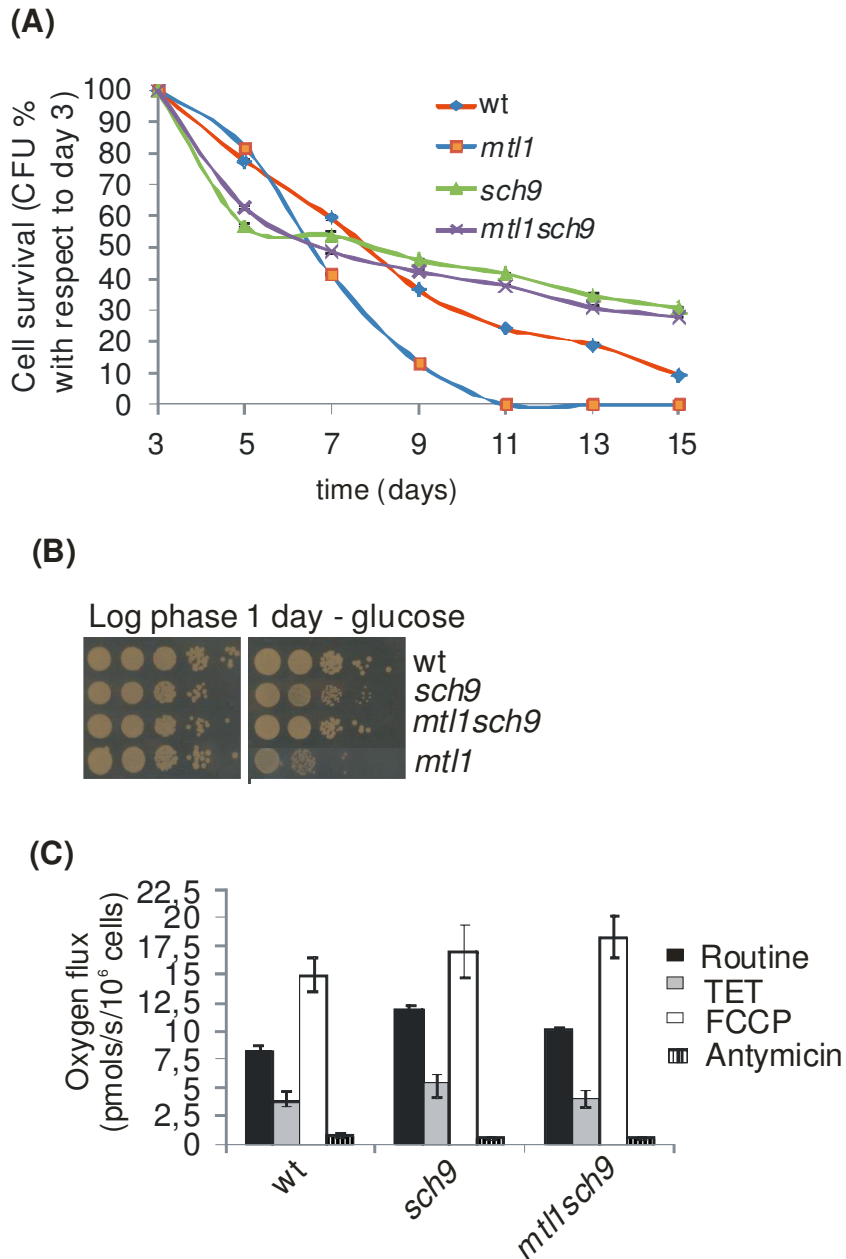 (A)
Cell survival (CFU %
with respect to day 3)
100
90
80
70
60
50
40
30
20
10
0
3 5 7 9 11 13 15
time (days)
wt
mtl1
sch9
mtl1sch9
(B)
Log phase 1 day - glucose
wt
sch9
mtl1sch9
mtl1
(C)
Oxygen flux
(pmols/s/10⁶ cells)
22,5
20
17,5
15
12,5
10
7,5
5
2,5
0
wt
sch9
mtl1sch9
Routine
TET
FCCP
Antymicin